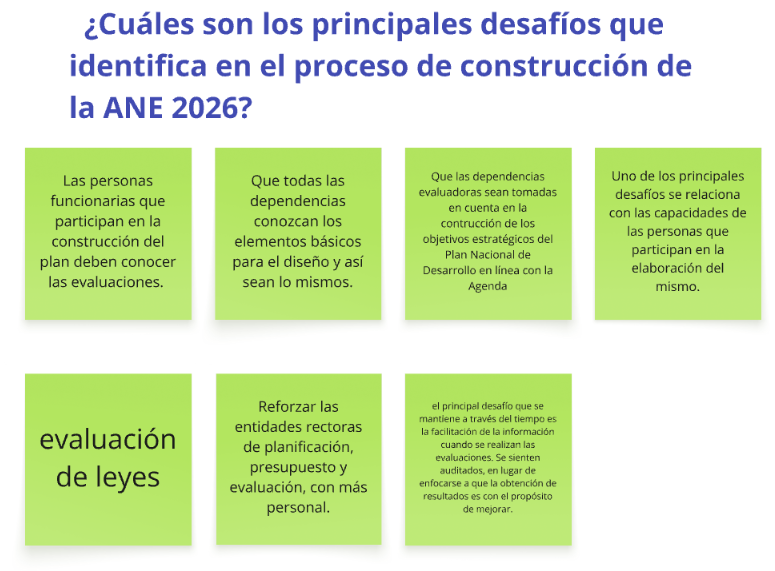 ¿Cuáles son los principales desafíos que
identifica en el proceso de construcción de
la ANE 2026?
Las personas
funcionarias que
participan en la
construcción del
plan deben conocer
las evaluaciones.
Que todas las
dependencias
conozcan los
elementos básicos
para el diseño y así
sean lo mismos.
Que las dependencias
evaluadoras sean tomadas
en cuenta en la
contrucción de los
objetivos estratégicos del
Plan Nacional de
Desarrollo en línea con la
Agenda
Uno de los principales
desafíos se relaciona
con las capacidades de
las personas que
participan en la
elaboración del
mismo.
evaluación
de leyes
Reforzar las
entidades rectoras
de planificación,
presupuesto y
evaluación, con más
personal.
el principal desafío que se
mantiene a través del tiempo es
la facilitación de la información
cuando se realizan las
evaluaciones. Se sienten
auditados, en lugar de
enfocarse a que la obtención de
resultados es con el propósito
de mejorar.